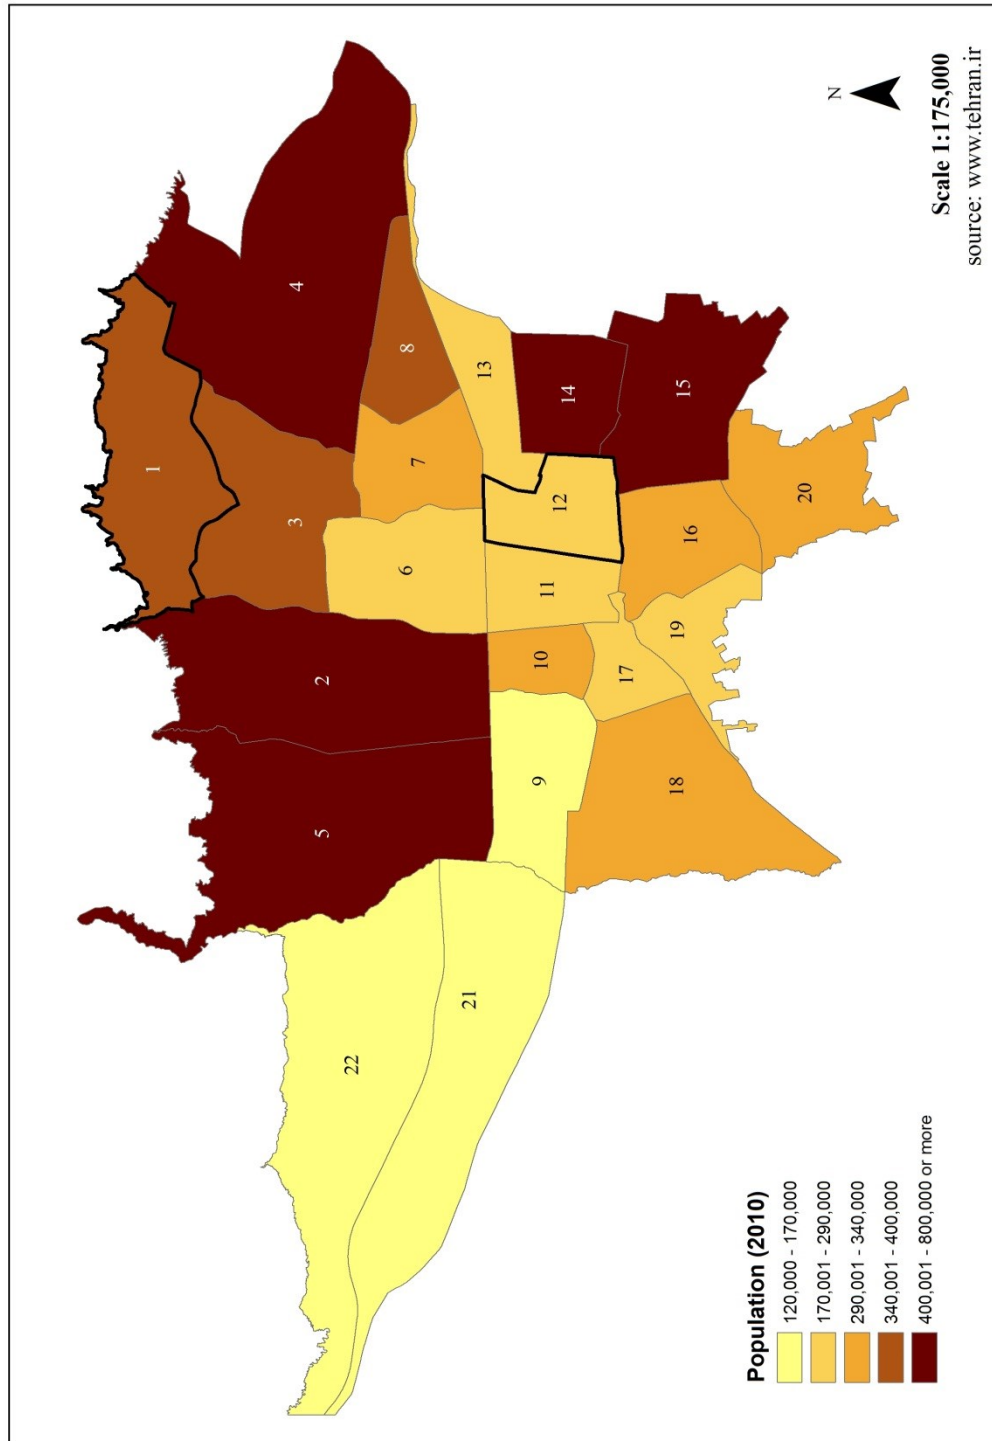 1
2
3
4
5
6
7
8
9
10
11
12
13
14
15
16
17
18
19
20
21
22
N
Scale 1:175,000
source: www.tehran.ir
Population (2010)
120,000 - 170,000
170,001 - 290,000
290,001 - 340,000
340,001 - 400,000
400,001 - 800,000 or more